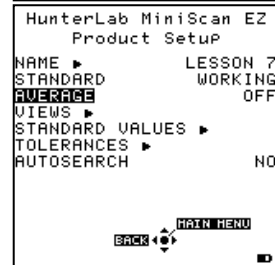 HunterLab MiniScan EZ
Product Setup
NAME ▶ LESSON 7
STANDARD WORKING
AVERAGE OFF
VIEWS ▶
STANDARD VALUES ▶
TOLERANCES ▶
AUTOSEARCH NO
MAIN MENU
BACK